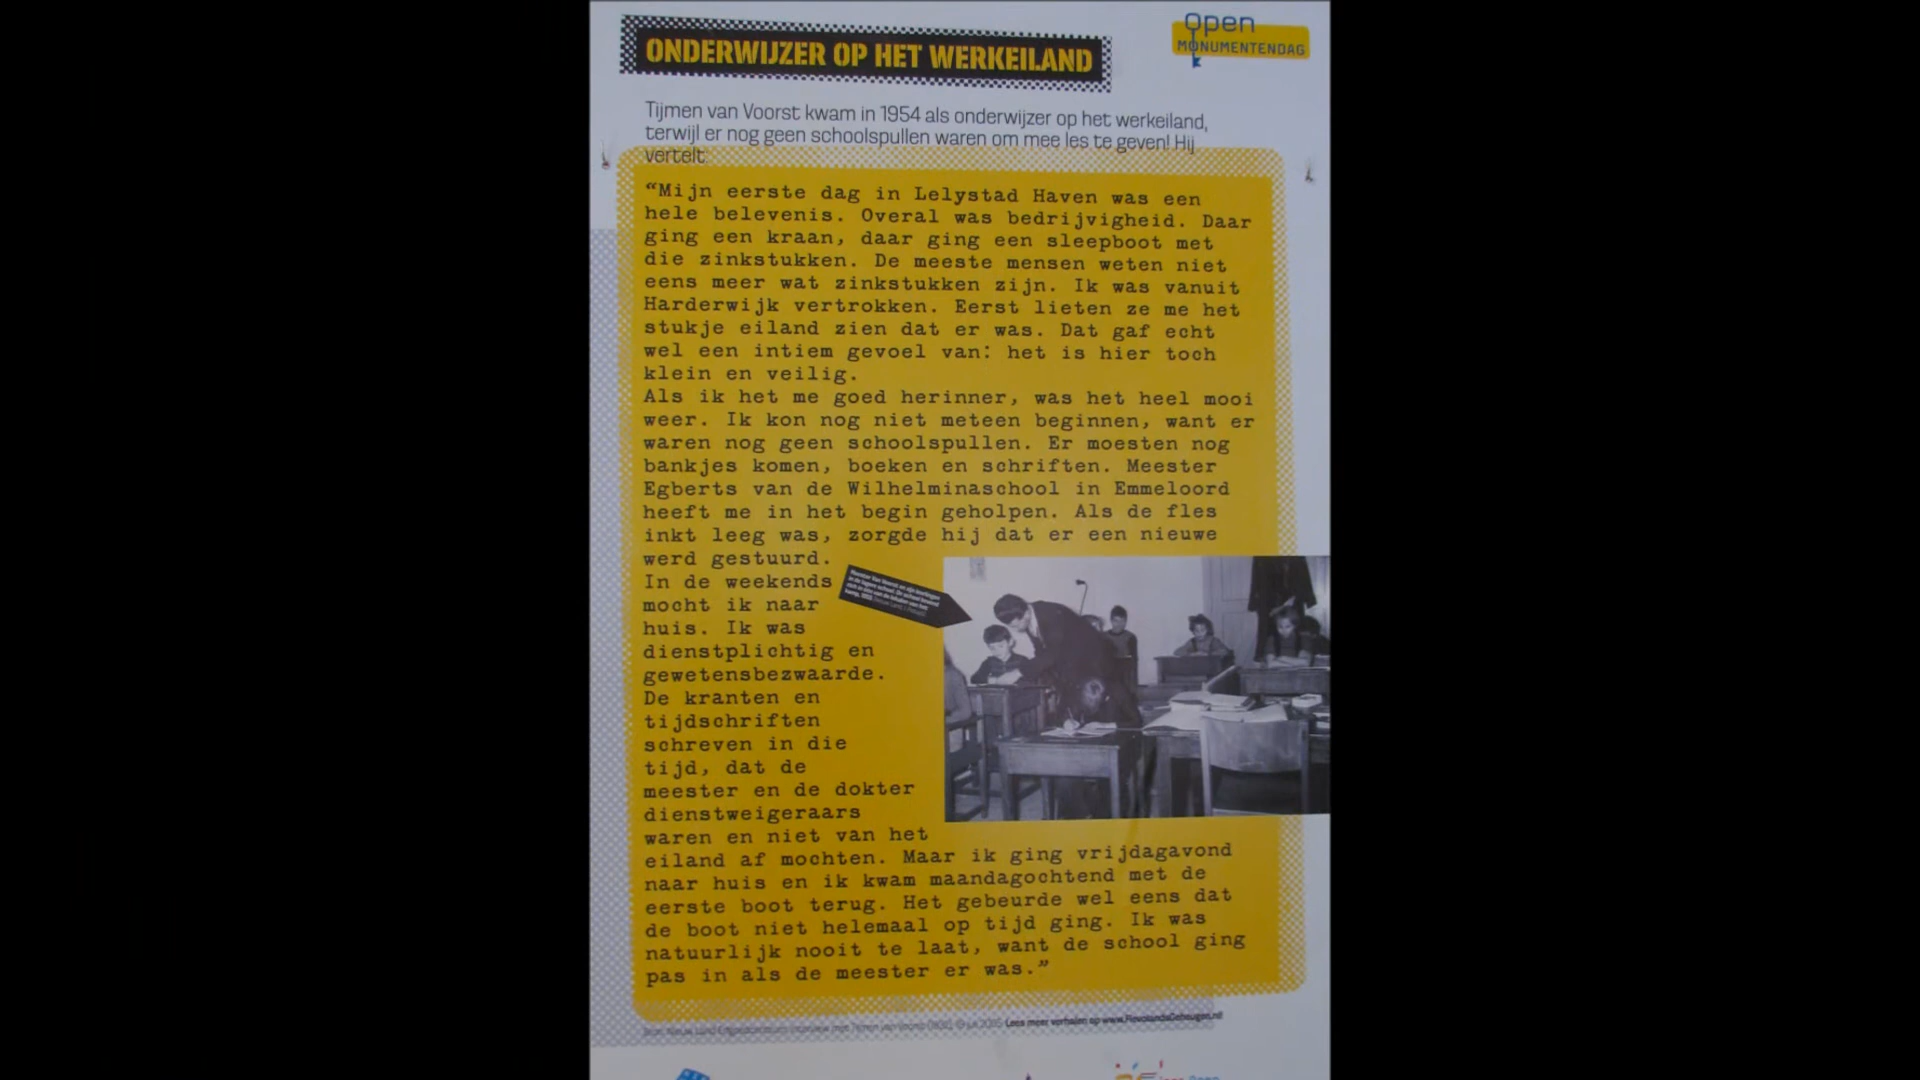 ONDERWIJZER OP HET WERKEILAND
Open
MONUMENTENDAG
Tijmen van Voorst kwam in 1954 als onderwijzer op het werkeiland,
terwijl er nog geen schoolspullen waren om mee les te geven! Hij
vertelt:
“Mijn eerste dag in Lelystad Haven was een
hele belevenis. Overal was bedrijvigheid. Daar
ging een kraan, daar ging een sleepboot met
die zinkstukken. De meeste mensen weten niet
eens meer wat zinkstukken zijn. Ik was vanuit
Harderwijk vertrokken. Eerst lieten ze me het
stukje eiland zien dat er was. Dat gaf echt
wel een intiem gevoel van: het is hier toch
klein en veilig.
Als ik het me goed herinner, was het heel mooi
weer. Ik kon nog niet meteen beginnen, want er
waren nog geen schoolspullen. Er moesten nog
bankjes komen, boeken en schriften. Meester
Egberts van de Wilhelminaschool in Emmeloord
heeft me in het begin geholpen. Als de fles
inkt leeg was, zorgde hij dat er een nieuwe
werd gestuurd.
In de weekends
mocht ik naar
huis. Ik was
dienstplichtig en
gewetensbezwaarde.
De kranten en
tijdschriften
schreven in die
tijd, dat de
meester en de dokter
dienstweigeraars
waren en niet van het
eiland af mochten. Maar ik ging vrijdagavond
naar huis en ik kwam maandagochtend met de
eerste boot terug. Het gebeurde wel eens dat
de boot niet helemaal op tijd ging. Ik was
natuurlijk nooit te laat, want de school ging
pas in als de meester er was.”
Lees meer verhalen op www.FlevolandsGeheugen.nl